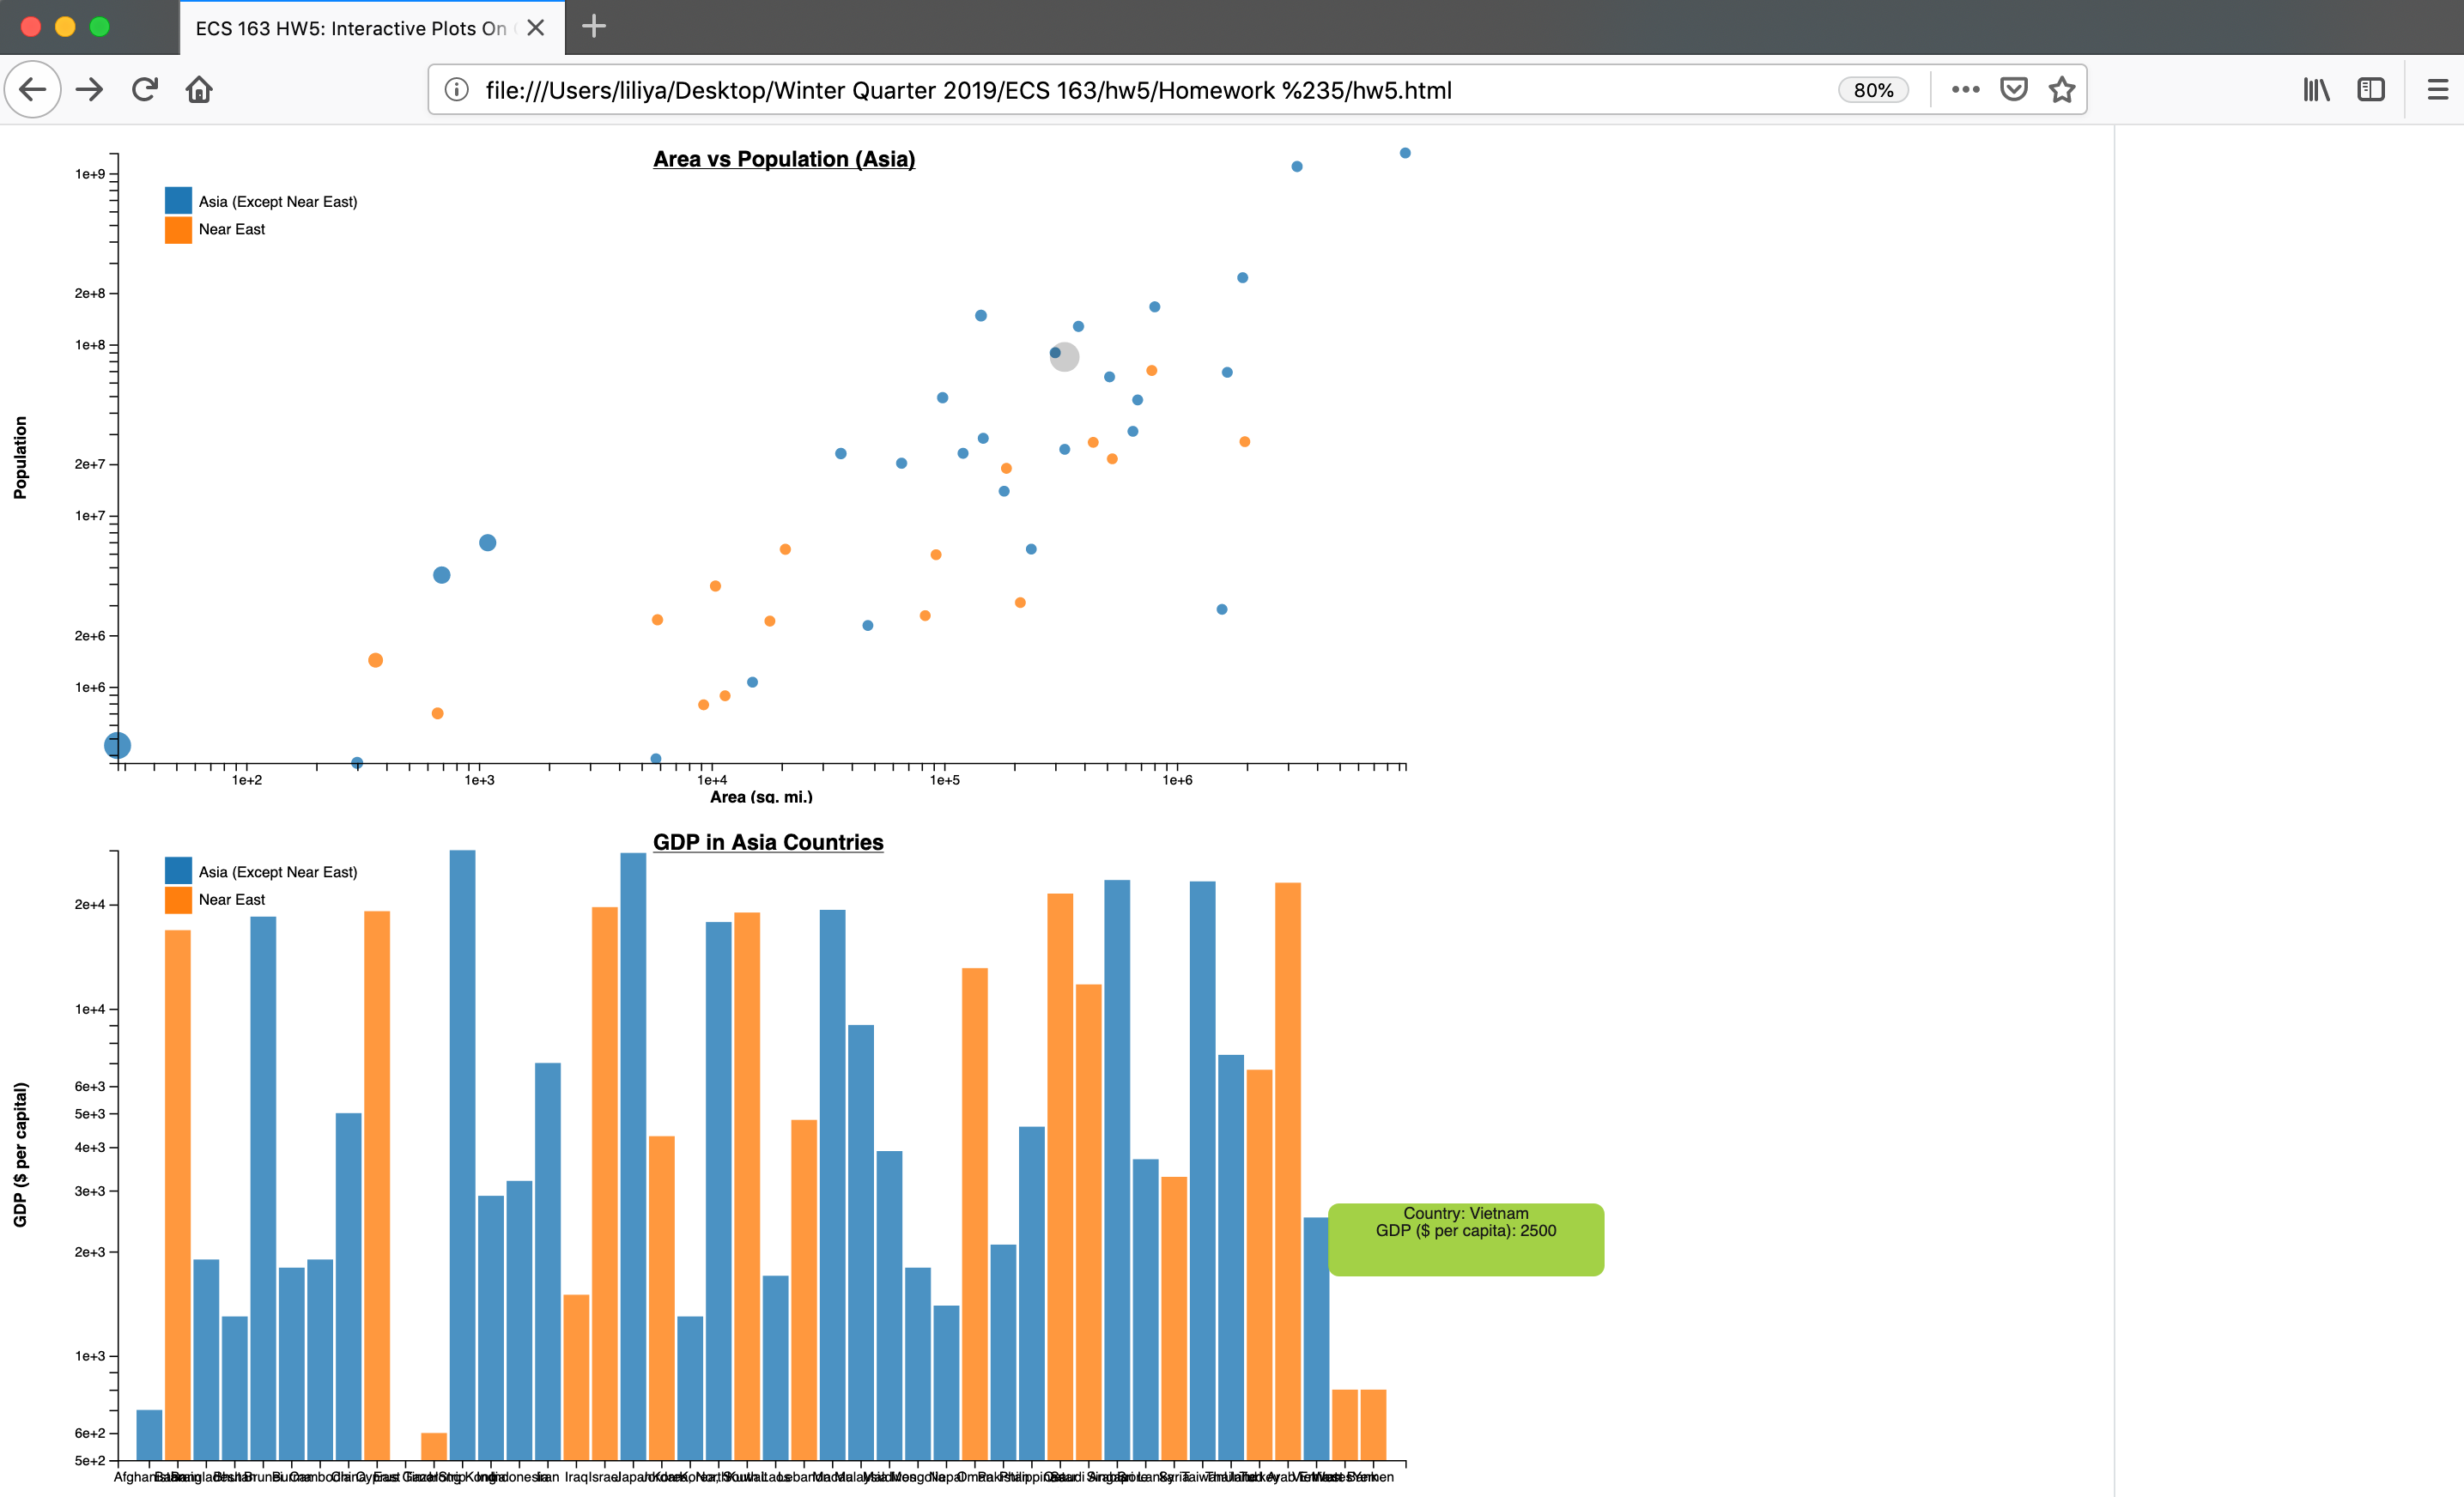 ECS 163 HW5: Interactive Plots On
file:///Users/liliya/Desktop/Winter Quarter 2019/ECS 163/hw5/Homework %235/hw5.html
80%
Area vs Population (Asia)
Asia (Except Near East)
Near East
1e+9
2e+8
1e+8
2e+7
1e+7
2e+6
1e+6
Population
1e+2 1e+3 1e+4 1e+5 1e+6
Area (sq. mi.)
GDP in Asia Countries
Asia (Except Near East)
Near East
2e+4
1e+4
6e+3
5e+3
4e+3
3e+3
2e+3
1e+3
6e+2
5e+2
GDP ($ per capital)
Country: Vietnam
GDP ($ per capita): 2500
Iraq